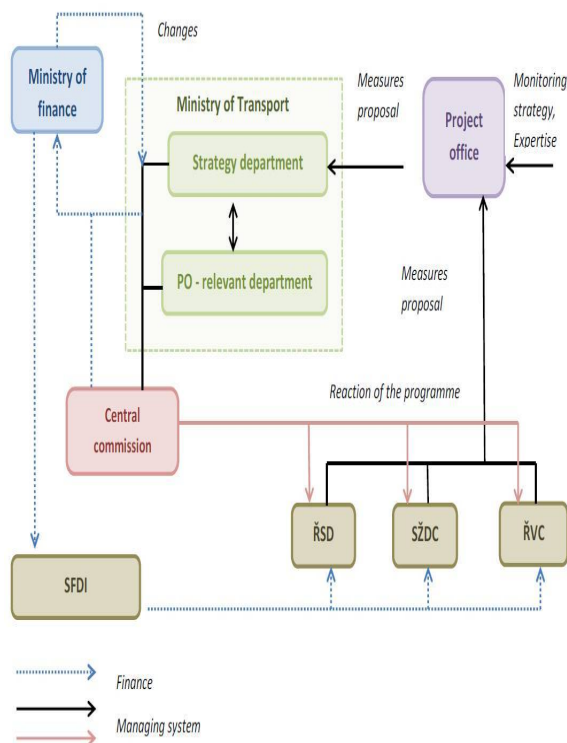 Changes
Ministry of
finance
Ministry of Transport
Measures
proposal
Monitoring
strategy,
Expertise
Project
office
Strategy department
PO - relevant department
Measures
proposal
Central
commission
Reaction of the programme
ŘSD
SŽDC
ŘVC
SFDI
Finance
Managing system